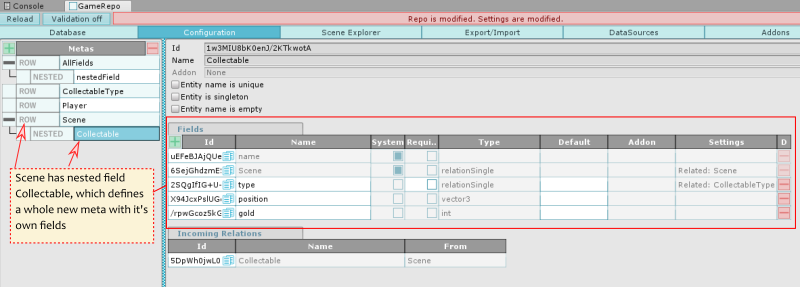 Console GameRepo
Reload Validation off Repo is modified. Settings are modified.
Database Configuration Scene Explorer Export/Import DataSources Addons
Metas
ROW AllFields
NESTED nestedField
ROW CollectableType
ROW Player
ROW Scene
NESTED Collectable
Scene has nested field
Collectable, which defines
a whole new meta with it's
own fields
Id 1w3MIU8bK0enJ/2KTkwotA
Name Collectable
Addon None
Entity name is unique
Entity is singleton
Entity name is empty
Fields
Id Name System Requi.. Type Default Addon Settings D
uEFeBJAjQUe name
6SejGhdzmE Scene relationSingle Related: Scene
2SQgIfIG+U- type relationSingle Related: CollectableType
X94JcxPslUG position vector3
/rpwGcozSkG gold int
Incoming Relations
Id Name From
5DpWh0jwL0 Collectable Scene